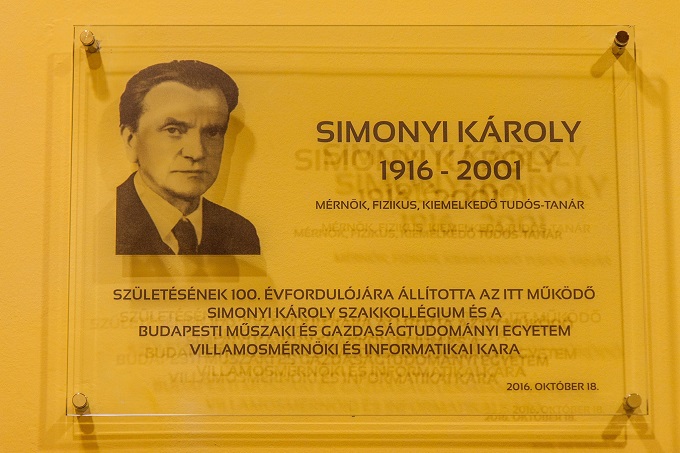 SIMONYI KÁROLY
1916 - 2001
MÉRNÖK, FIZIKUS, KIEMELKEDŐ TUDÓS-TANÁR
SZÜLETÉSÉNEK 100. ÉVFORDULÓJÁRA ÁLLÍTOTTA AZ ITT MŰKÖDŐ
SIMONYI KÁROLY SZAKKOLLÉGIUM ÉS A
BUDAPESTI MŰSZAKI ÉS GAZDASÁGTUDOMÁNYI EGYETEM
VILLAMOSMÉRNÖKI ÉS INFORMATIKAI KARA
2016. OKTÓBER 18.